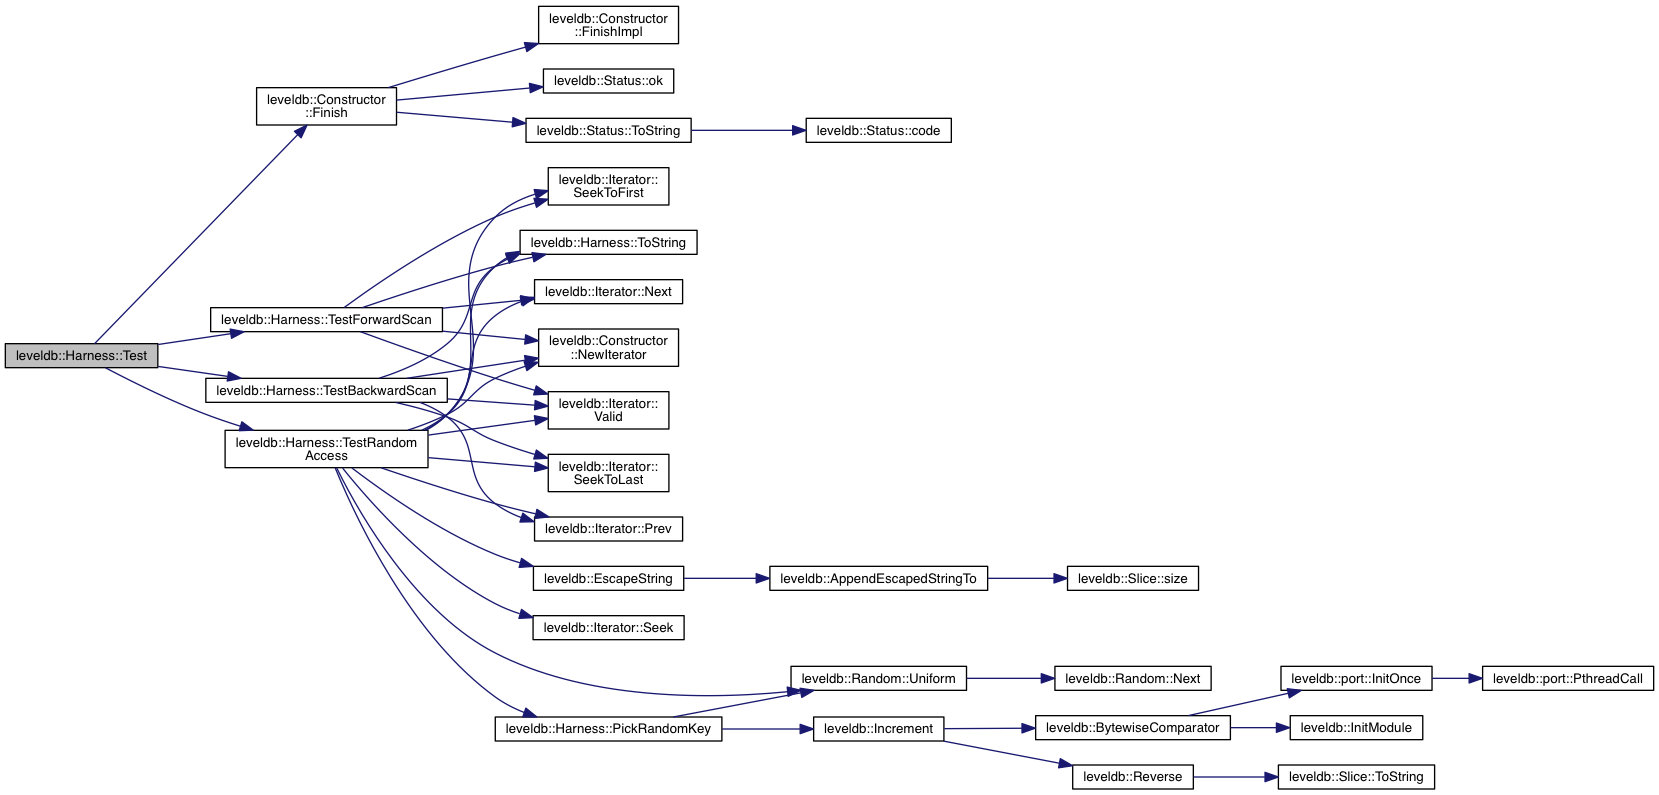 leveldb::Constructor
::FinishImpl
leveldb::Status::ok
leveldb::Constructor
::Finish
leveldb::Status::ToString
leveldb::Status::code
leveldb::Iterator::
SeekToFirst
leveldb::Harness::ToString
leveldb::Iterator::Next
leveldb::Harness::TestForwardScan
leveldb::Constructor
::NewIterator
leveldb::Harness::Test
leveldb::Harness::TestBackwardScan
leveldb::Iterator::
Valid
leveldb::Harness::TestRandom
Access
leveldb::Iterator::
SeekToLast
leveldb::Iterator::Prev
leveldb::EscapeString
leveldb::AppendEscapedStringTo
leveldb::Slice::size
leveldb::Iterator::Seek
leveldb::Random::Uniform
leveldb::Random::Next
leveldb::port::InitOnce
leveldb::port::PthreadCall
leveldb::Harness::PickRandomKey
leveldb::Increment
leveldb::BytewiseComparator
leveldb::InitModule
leveldb::Reverse
leveldb::Slice::ToString